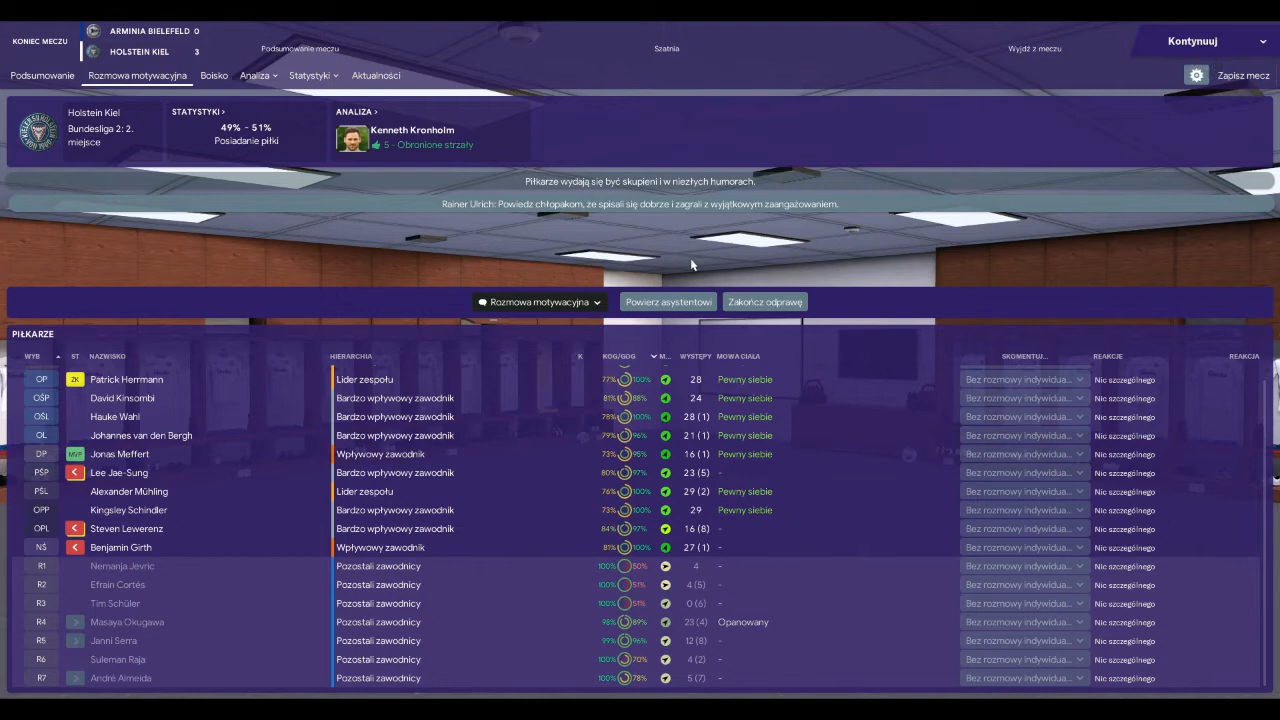 KONIEC MECZU
ARMINIA BIELEFELD 0
HOLSTEIN KIEL 3
Podsumowanie meczu
Szatnia
Wyjdź z meczu
Kontynuuj
Podsumowanie Rozmowa motywacyjna Boisko Analiza Statystyki Aktualności
Zapisz mecz
Holstein Kiel
Bundesliga 2: 2.
miejsce
STATYSTYKI >
49% - 51%
Posiadanie piłki
ANALIZA >
Kenneth Kronholm
5 - Obronione strzały
Piłkarze wydają się być skupieni i w niezłych humorach.
Rainer Ulrich: Powiedz chłopakom, że spisali się dobrze i zagrali z wyjątkowym zaangażowaniem.
Rozmowa motywacyjna Powierz asystentowi Zakończ odprawę
PIŁKARZE
WYB ST NAZWISKO HIERARCHIA K KOG/GOG M... WYSTĘPY MOWA CIAŁA SKOMENTUJ... REAKCJE REAKCJA
OP ŻK Patrick Herrmann Lider zespołu 77% 100% 28 Pewny siebie Bez rozmowy indywidua... Nic szczególnego
OŚP David Kinsombi Bardzo wpływowy zawodnik 81% 88% 24 Pewny siebie Bez rozmowy indywidua... Nic szczególnego
OŚL Hauke Wahl Bardzo wpływowy zawodnik 78% 100% 28 (1) Pewny siebie Bez rozmowy indywidua... Nic szczególnego
OL Johannes van den Bergh Bardzo wpływowy zawodnik 79% 96% 21 (1) Pewny siebie Bez rozmowy indywidua... Nic szczególnego
DP MVP Jonas Meffert Wpływowy zawodnik 73% 95% 16 (1) Pewny siebie Bez rozmowy indywidua... Nic szczególnego
PŚP Lee Jae-Sung Bardzo wpływowy zawodnik 80% 97% 23 (5) - Bez rozmowy indywidua... Nic szczególnego
PŚL Alexander Mühling Lider zespołu 76% 100% 29 (2) Pewny siebie Bez rozmowy indywidua... Nic szczególnego
OPP Kingsley Schindler Bardzo wpływowy zawodnik 73% 100% 29 Pewny siebie Bez rozmowy indywidua... Nic szczególnego
OPL Steven Lewerenz Bardzo wpływowy zawodnik 84% 97% 16 (8) - Bez rozmowy indywidua... Nic szczególnego
NŚ Benjamin Girth Wpływowy zawodnik 81% 100% 27 (1) - Bez rozmowy indywidua... Nic szczególnego
R1 Nemanja Jevric Pozostali zawodnicy 100% 50% 4 - Bez rozmowy indywidua... Nic szczególnego
R2 Efrain Cortés Pozostali zawodnicy 100% 51% 4 (5) - Bez rozmowy indywidua... Nic szczególnego
R3 Tim Schüler Pozostali zawodnicy 100% 51% 0 (6) - Bez rozmowy indywidua... Nic szczególnego
R4 Masaya Okugawa Pozostali zawodnicy 98% 89% 23 (4) Opanowany Bez rozmowy indywidua... Nic szczególnego
R5 Janni Serra Pozostali zawodnicy 99% 96% 12 (8) - Bez rozmowy indywidua... Nic szczególnego
R6 Suleman Raja Pozostali zawodnicy 100% 70% 4 (2) - Bez rozmowy indywidua... Nic szczególnego
R7 André Almeida Pozostali zawodnicy 100% 78% 5 (7) - Bez rozmowy indywidua... Nic szczególnego